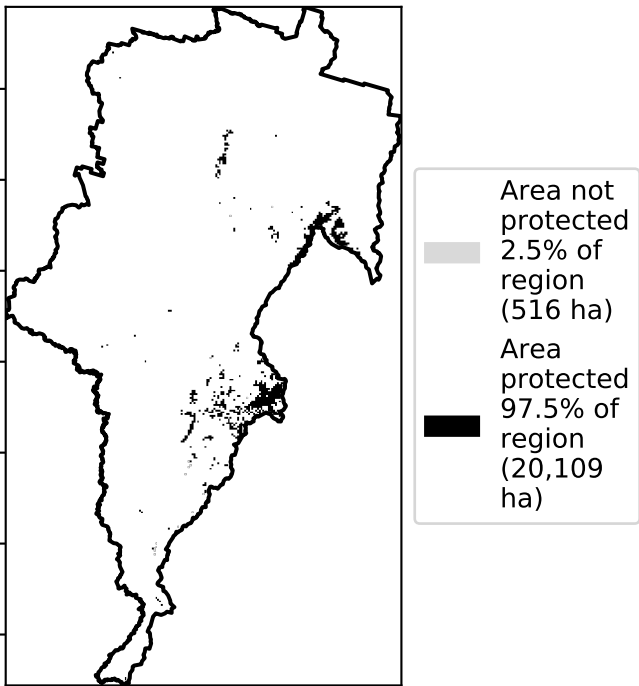 Area not
protected
2.5% of
region
(516 ha)
Area
protected
97.5% of
region
(20,109
ha)